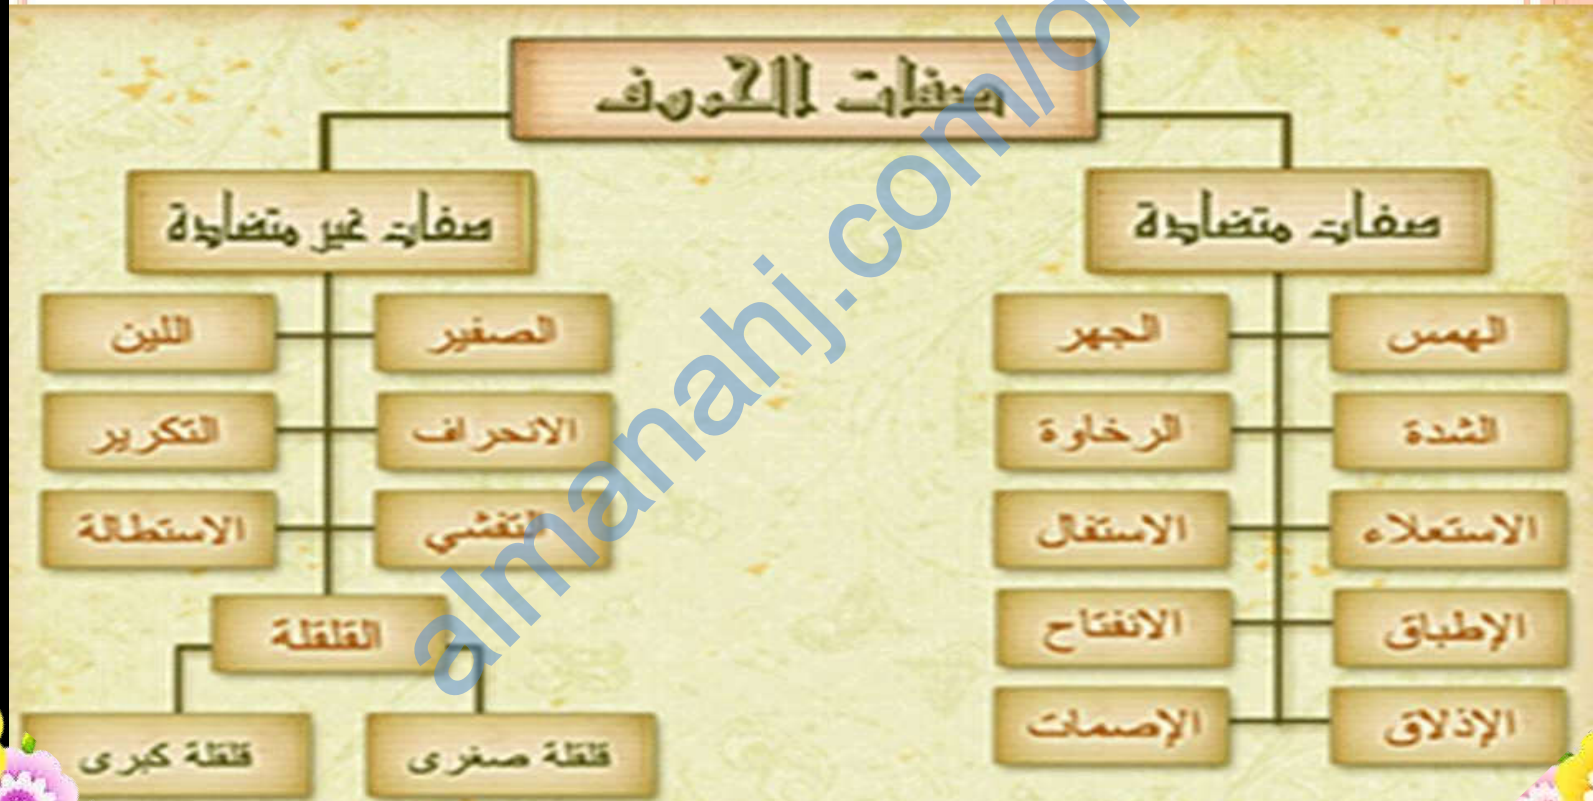 صفات الحروف
صفات متضادة
صفات غير متضادة
الهمس
الجهر
الشدة
الرخاوة
الاستعلاء
الاستفال
الإطباق
الانفتاح
الإذلاق
الإصمات
الصفير
اللين
الانحراف
التكرير
التفشي
الاستطالة
القلقلة
قلقلة صغرى
قلقلة كبرى
almanahj.com/o